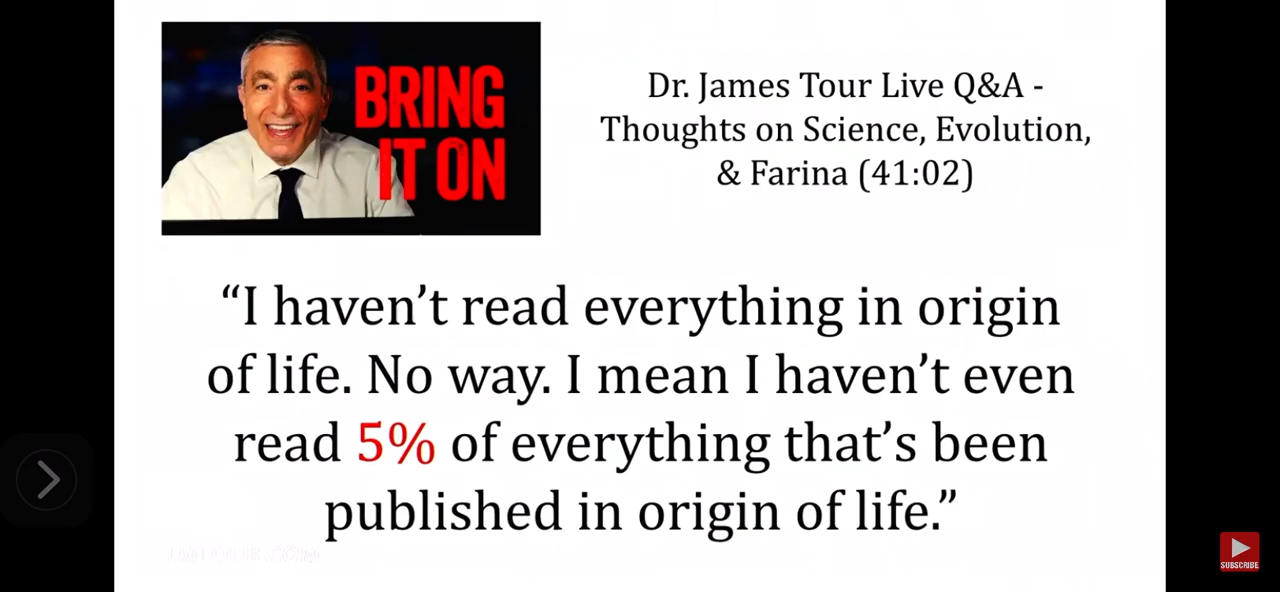 BRING
IT ON
Dr. James Tour Live Q&A -
Thoughts on Science, Evolution,
& Farina (41:02)
“I haven’t read everything in origin
of life. No way. I mean I haven’t even
read 5% of everything that’s been
published in origin of life.”
SUBSCRIBE